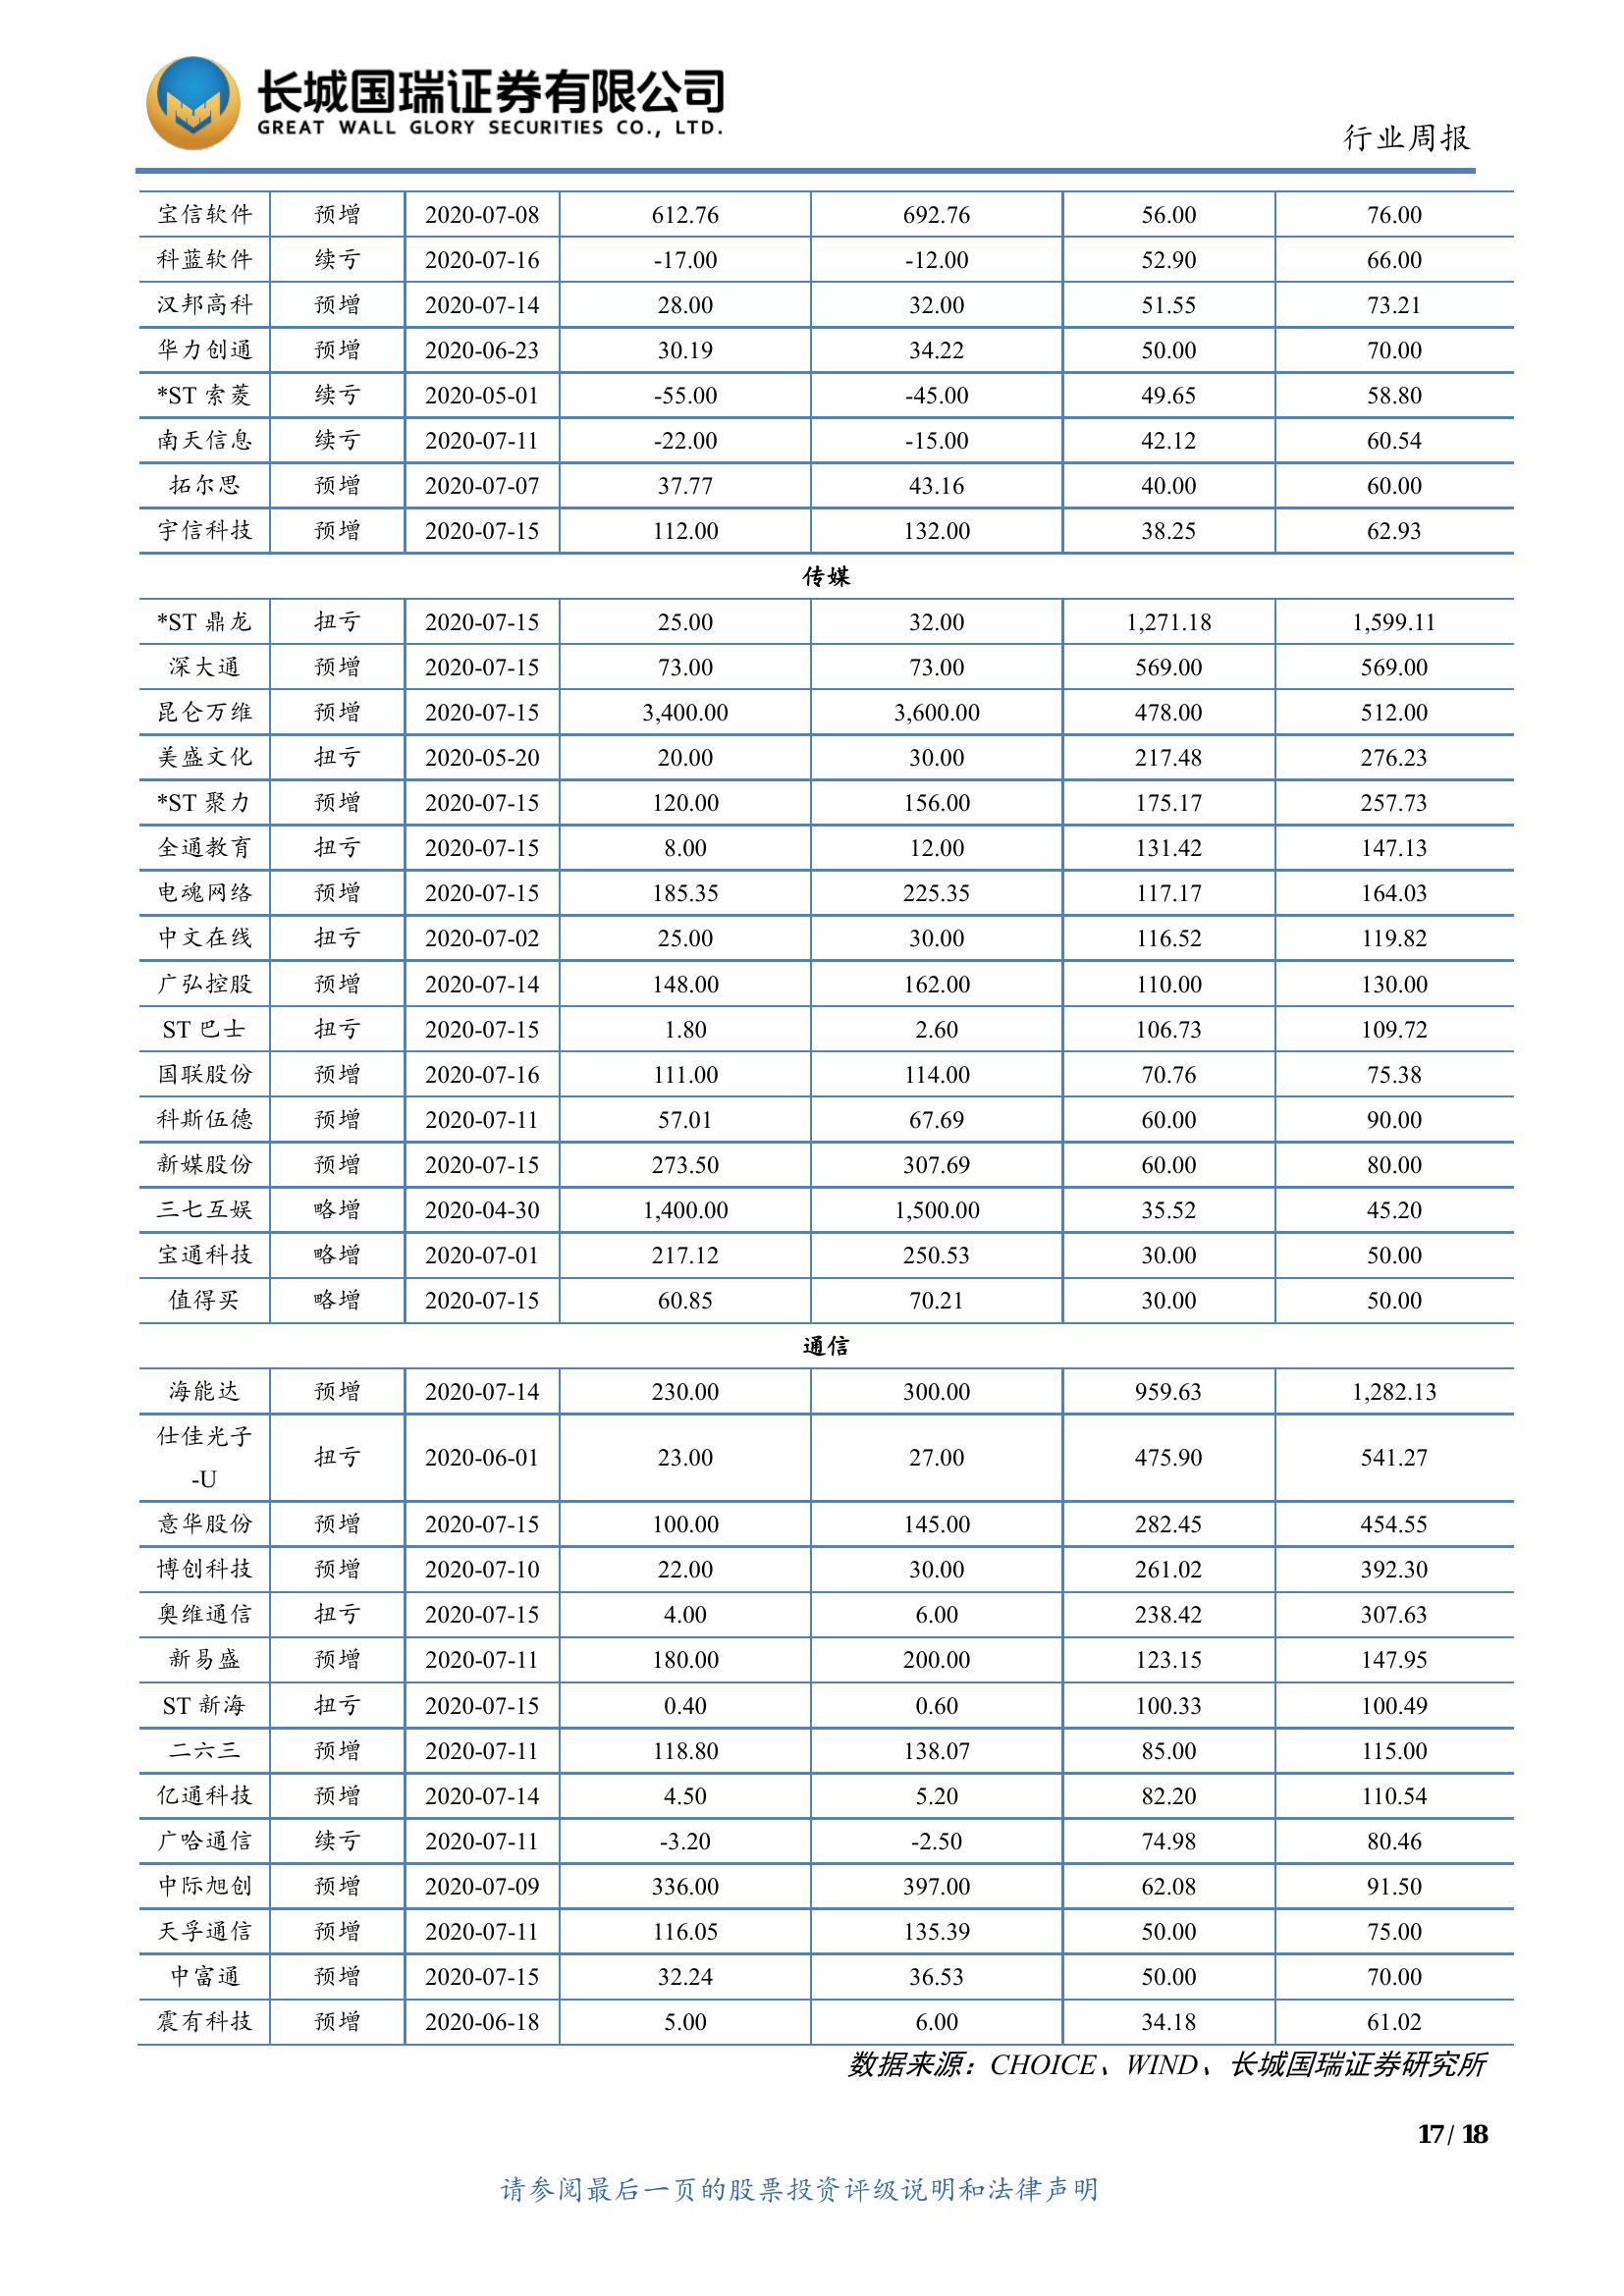 长城国瑞证券有限公司
GREAT WALL GLORY SECURITIES CO., LTD.
行业周报
宝信软件 预增 2020-07-08 612.76 692.76 56.00 76.00
科蓝软件 续亏 2020-07-16 -17.00 -12.00 52.90 66.00
汉邦高科 预增 2020-07-14 28.00 32.00 51.55 73.21
华力创通 预增 2020-06-23 30.19 34.22 50.00 70.00
*ST 索菱 续亏 2020-05-01 -55.00 -45.00 49.65 58.80
南天信息 续亏 2020-07-11 -22.00 -15.00 42.12 60.54
拓尔思 预增 2020-07-07 37.77 43.16 40.00 60.00
宇信科技 预增 2020-07-15 112.00 132.00 38.25 62.93
传媒
*ST 鼎龙 扭亏 2020-07-15 25.00 32.00 1,271.18 1,599.11
深大通 预增 2020-07-15 73.00 73.00 569.00 569.00
昆仑万维 预增 2020-07-15 3,400.00 3,600.00 478.00 512.00
美盛文化 扭亏 2020-05-20 20.00 30.00 217.48 276.23
*ST 聚力 预增 2020-07-15 120.00 156.00 175.17 257.73
全通教育 扭亏 2020-07-15 8.00 12.00 131.42 147.13
电魂网络 预增 2020-07-15 185.35 225.35 117.17 164.03
中文在线 扭亏 2020-07-02 25.00 30.00 116.52 119.82
广弘控股 预增 2020-07-14 148.00 162.00 110.00 130.00
ST 巴士 扭亏 2020-07-15 1.80 2.60 106.73 109.72
国联股份 预增 2020-07-16 111.00 114.00 70.76 75.38
科斯伍德 预增 2020-07-11 57.01 67.69 60.00 90.00
新媒股份 预增 2020-07-15 273.50 307.69 60.00 80.00
三七互娱 略增 2020-04-30 1,400.00 1,500.00 35.52 45.20
宝通科技 略增 2020-07-01 217.12 250.53 30.00 50.00
值得买 略增 2020-07-15 60.85 70.21 30.00 50.00
通信
海能达 预增 2020-07-14 230.00 300.00 959.63 1,282.13
仕佳光子
-U 扭亏 2020-06-01 23.00 27.00 475.90 541.27
意华股份 预增 2020-07-15 100.00 145.00 282.45 454.55
博创科技 预增 2020-07-10 22.00 30.00 261.02 392.30
奥维通信 扭亏 2020-07-15 4.00 6.00 238.42 307.63
新易盛 预增 2020-07-11 180.00 200.00 123.15 147.95
ST 新海 扭亏 2020-07-15 0.40 0.60 100.33 100.49
二六三 预增 2020-07-11 118.80 138.07 85.00 115.00
亿通科技 预增 2020-07-14 4.50 5.20 82.20 110.54
广哈通信 续亏 2020-07-11 -3.20 -2.50 74.98 80.46
中际旭创 预增 2020-07-09 336.00 397.00 62.08 91.50
天孚通信 预增 2020-07-11 116.05 135.39 50.00 75.00
中富通 预增 2020-07-15 32.24 36.53 50.00 70.00
震有科技 预增 2020-06-18 5.00 6.00 34.18 61.02
数据来源：CHOICE、WIND、长城国瑞证券研究所
17 / 18
请参阅最后一页的股票投资评级说明和法律声明